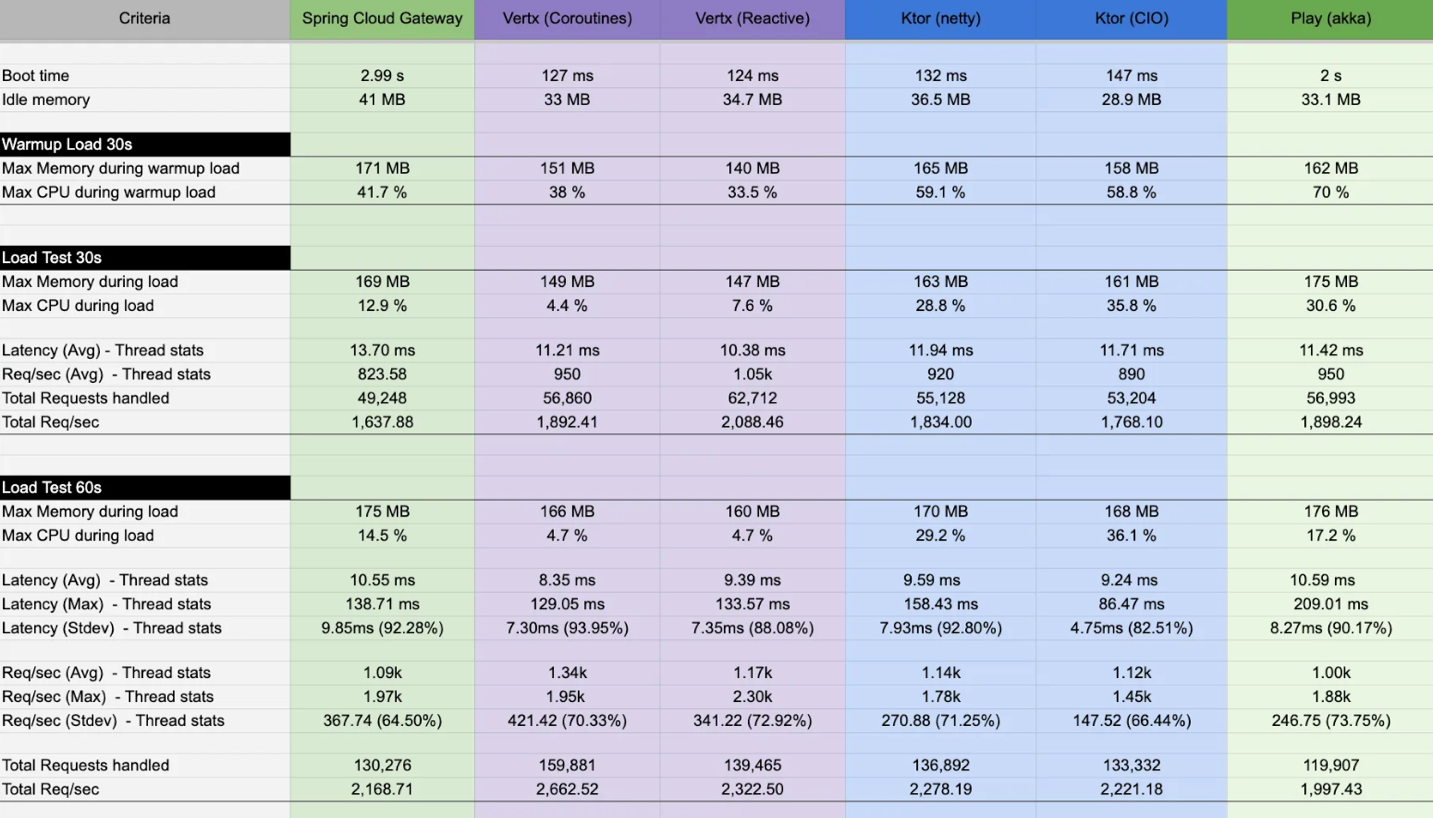 Criteria Spring Cloud Gateway Vertx (Coroutines) Vertx (Reactive) Ktor (netty) Ktor (CIO) Play (akka)
Boot time 2.99 s 127 ms 124 ms 132 ms 147 ms 2 s
Idle memory 41 MB 33 MB 34.7 MB 36.5 MB 28.9 MB 33.1 MB
Warmup Load 30s
Max Memory during warmup load 171 MB 151 MB 140 MB 165 MB 158 MB 162 MB
Max CPU during warmup load 41.7 % 38 % 33.5 % 59.1 % 58.8 % 70 %
Load Test 30s
Max Memory during load 169 MB 149 MB 147 MB 163 MB 161 MB 175 MB
Max CPU during load 12.9 % 4.4 % 7.6 % 28.8 % 35.8 % 30.6 %
Latency (Avg) - Thread stats 13.70 ms 11.21 ms 10.38 ms 11.94 ms 11.71 ms 11.42 ms
Req/sec (Avg) - Thread stats 823.58 950 1.05k 920 890 950
Total Requests handled 49,248 56,860 62,712 55,128 53,204 56,993
Total Req/sec 1,637.88 1,892.41 2,088.46 1,834.00 1,768.10 1,898.24
Load Test 60s
Max Memory during load 175 MB 166 MB 160 MB 170 MB 168 MB 176 MB
Max CPU during load 14.5 % 4.7 % 4.7 % 29.2 % 36.1 % 17.2 %
Latency (Avg) - Thread stats 10.55 ms 8.35 ms 9.39 ms 9.59 ms 9.24 ms 10.59 ms
Latency (Max) - Thread stats 138.71 ms 129.05 ms 133.57 ms 158.43 ms 86.47 ms 209.01 ms
Latency (Stdev) - Thread stats 9.85ms (92.28%) 7.30ms (93.95%) 7.35ms (88.08%) 7.93ms (92.80%) 4.75ms (82.51%) 8.27ms (90.17%)
Req/sec (Avg) - Thread stats 1.09k 1.34k 1.17k 1.14k 1.12k 1.00k
Req/sec (Max) - Thread stats 1.97k 1.95k 2.30k 1.78k 1.45k 1.88k
Req/sec (Stdev) - Thread stats 367.74 (64.50%) 421.42 (70.33%) 341.22 (72.92%) 270.88 (71.25%) 147.52 (66.44%) 246.75 (73.75%)
Total Requests handled 130,276 159,881 139,465 136,892 133,332 119,907
Total Req/sec 2,168.71 2,662.52 2,322.50 2,278.19 2,221.18 1,997.43